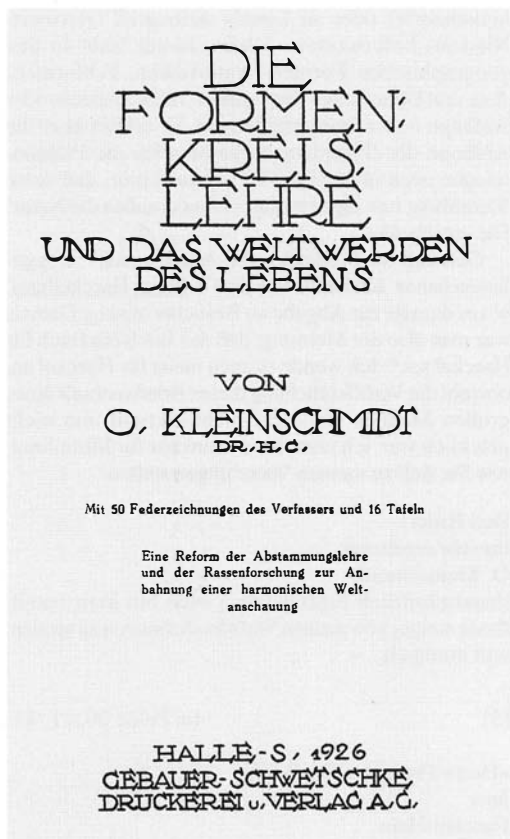 DIE
FORMEN-
KREIS-
LEHRE
UND DAS WELTWERDEN
DES LEBENS
VON
O. KLEINSCHMIDT
DR. H. C.
Mit 50 Federzeichnungen des Verfassers und 16 Tafeln
Eine Reform der Abstammungslehre
und der Rassenforschung zur An-
bahnung einer harmonischen Welt-
anschauung
HALLE-S, 1926
GEBAUER-SCHWETSCHKE,
DRUCKEREI u. VERLAG A. G.